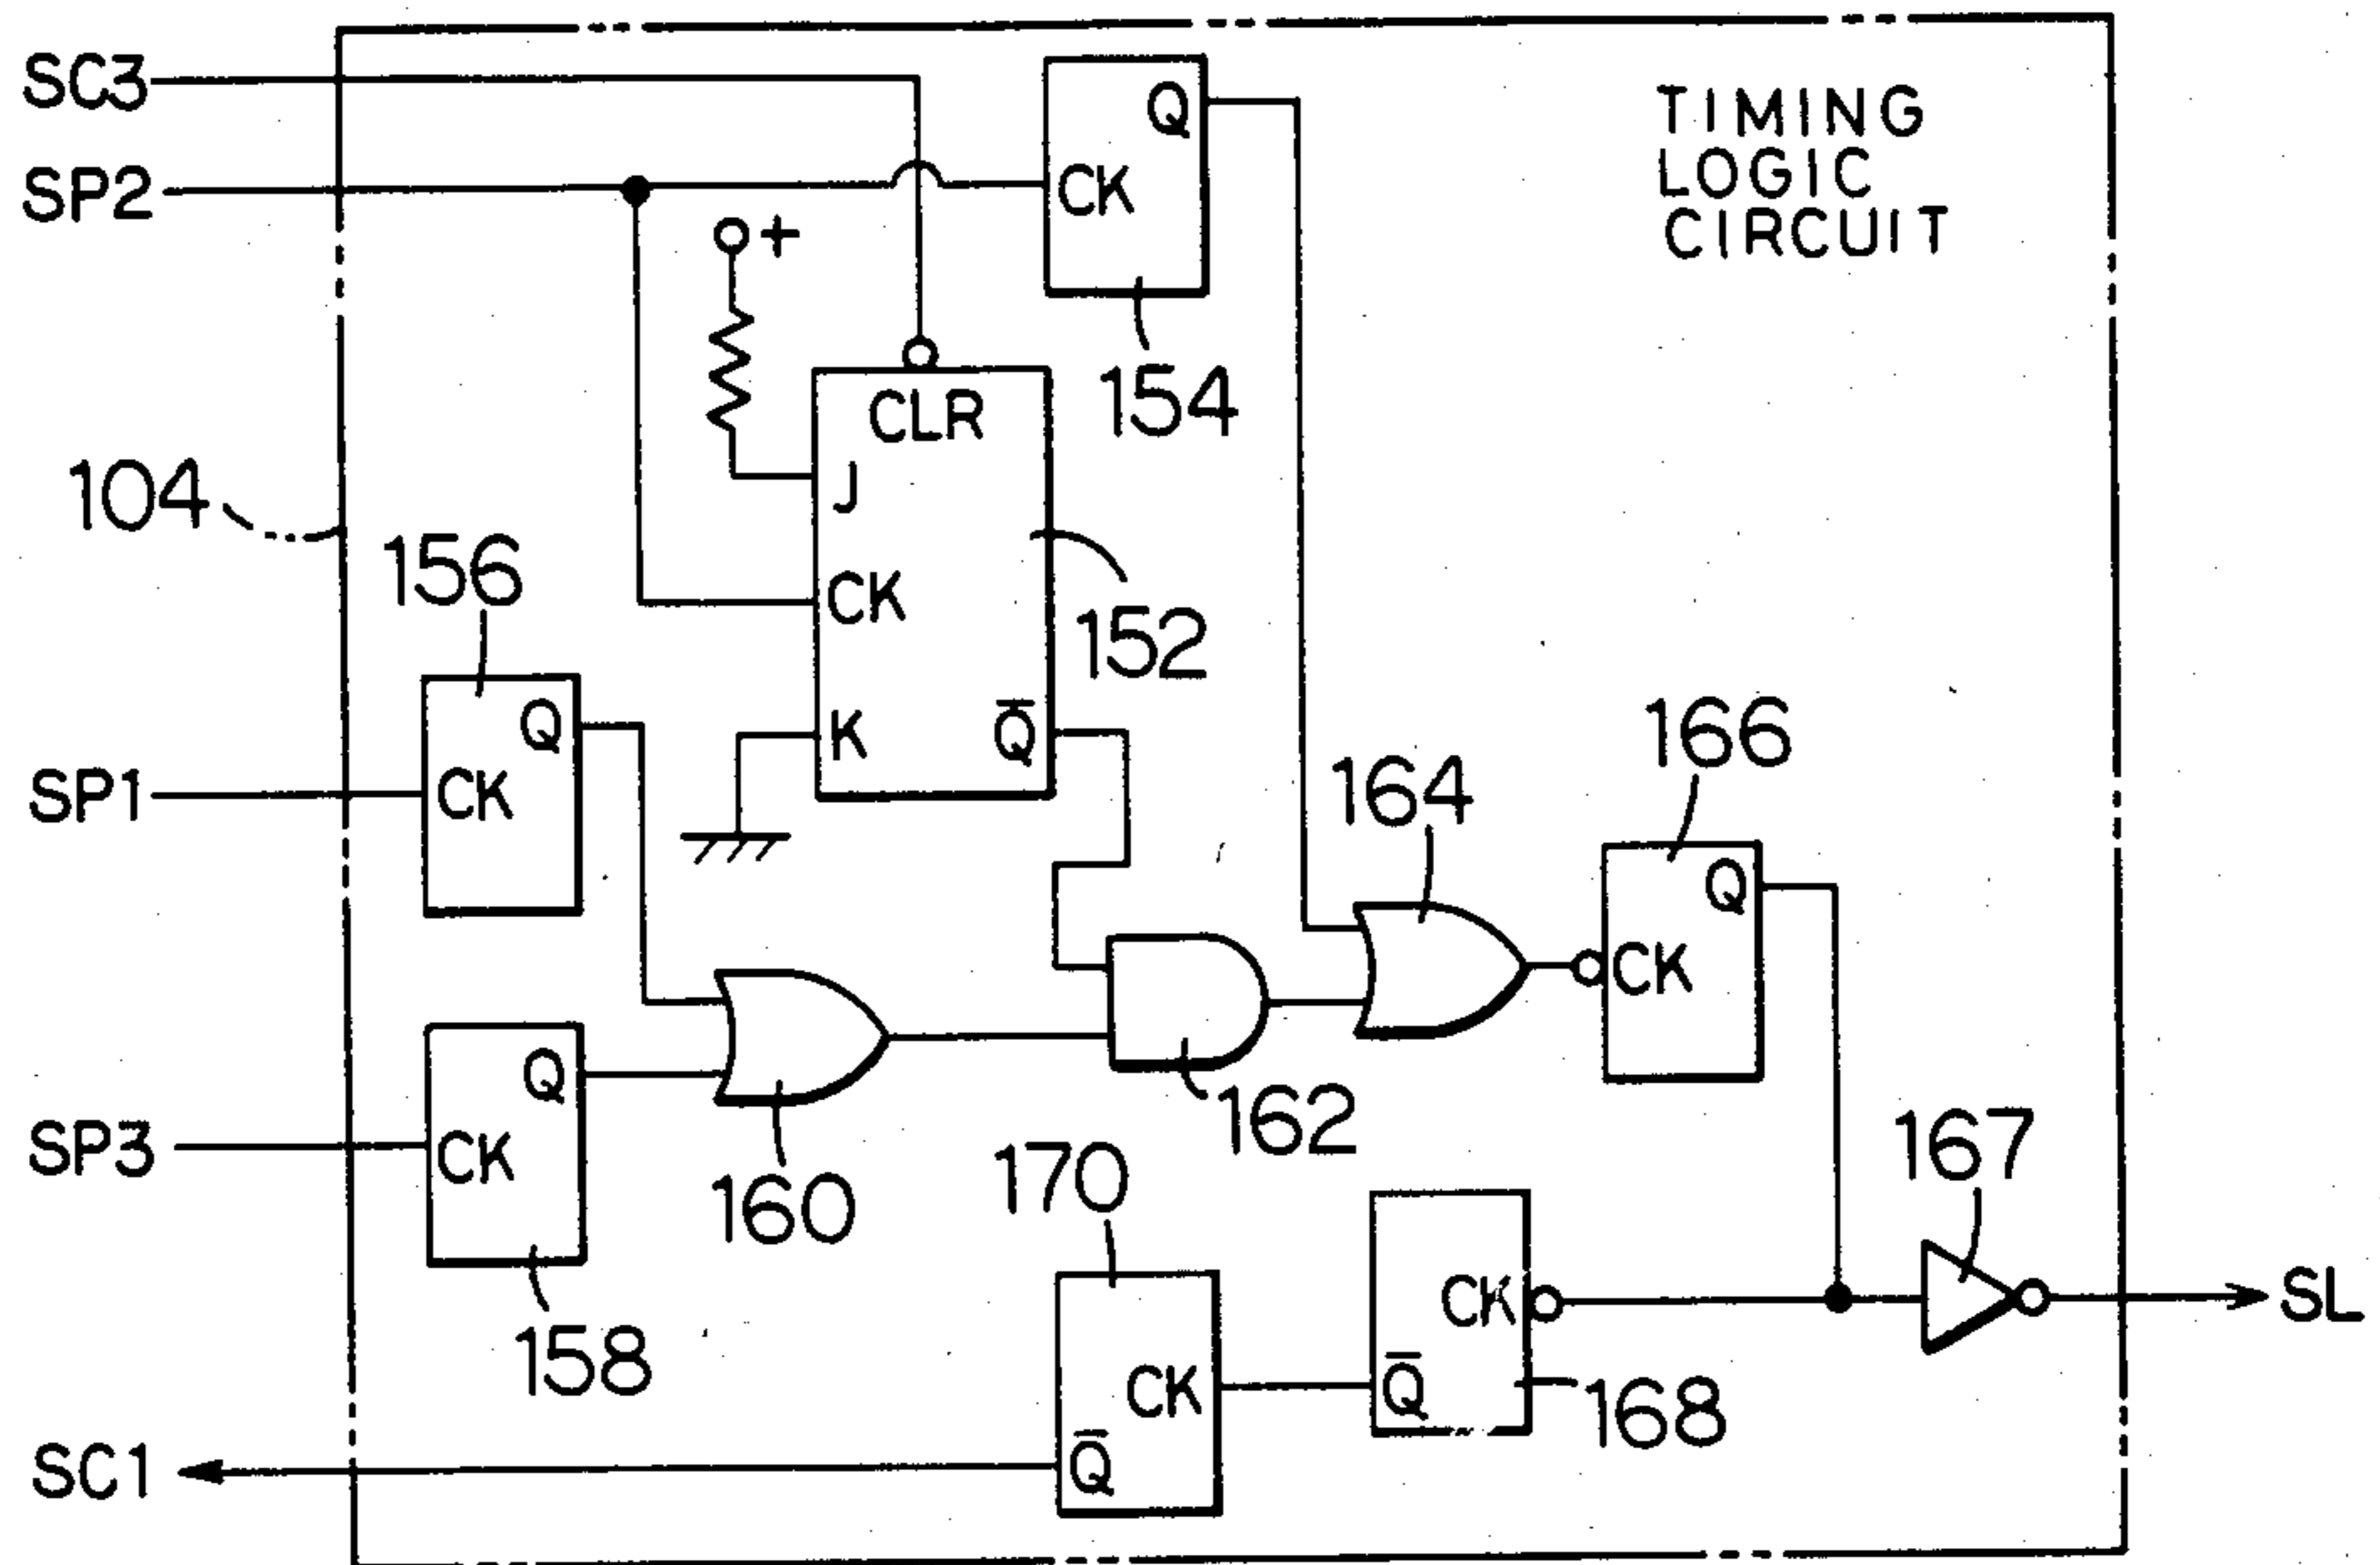 SC3
Q
TIMING
LOGIC
CIRCUIT
SP2
CK
+
154
CLR
104
J
156
CK
152
Q
K
Q̅
166
SP1
CK
164
Q
CK
Q
162
167
SP3
CK
160
170
158
CK
SL
CK
Q̅
168
SC1
Q̅